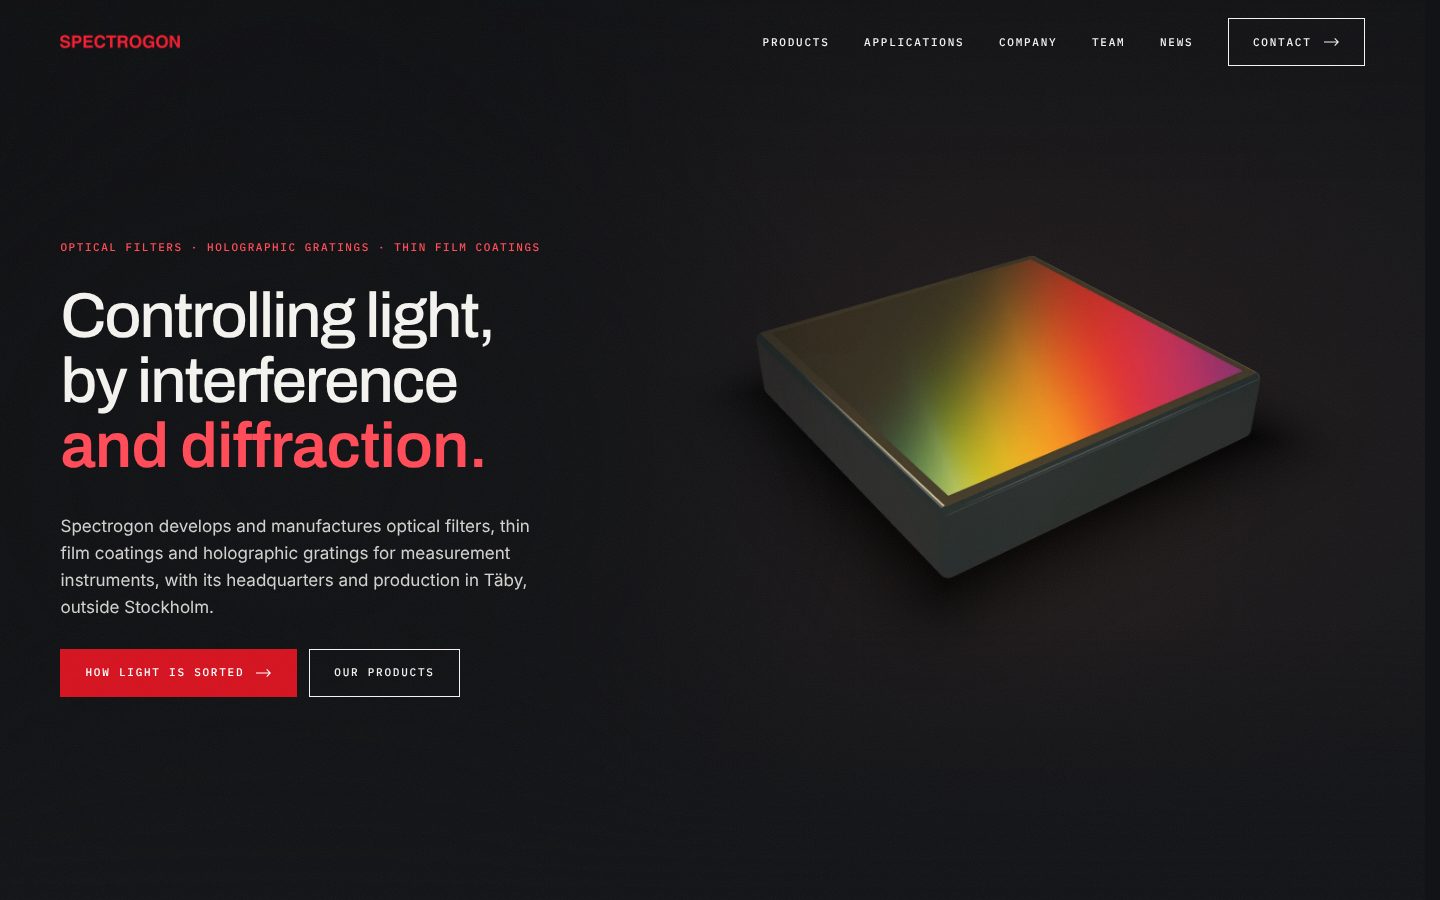 SPECTROGON
PRODUCTS
APPLICATIONS
COMPANY
TEAM
NEWS
CONTACT
OPTICAL FILTERS · HOLOGRAPHIC GRATINGS · THIN FILM COATINGS
Controlling light,
by interference
and diffraction.
Spectrogon develops and manufactures optical filters, thin
film coatings and holographic gratings for measurement
instruments, with its headquarters and production in Täby,
outside Stockholm.
HOW LIGHT IS SORTED
OUR PRODUCTS